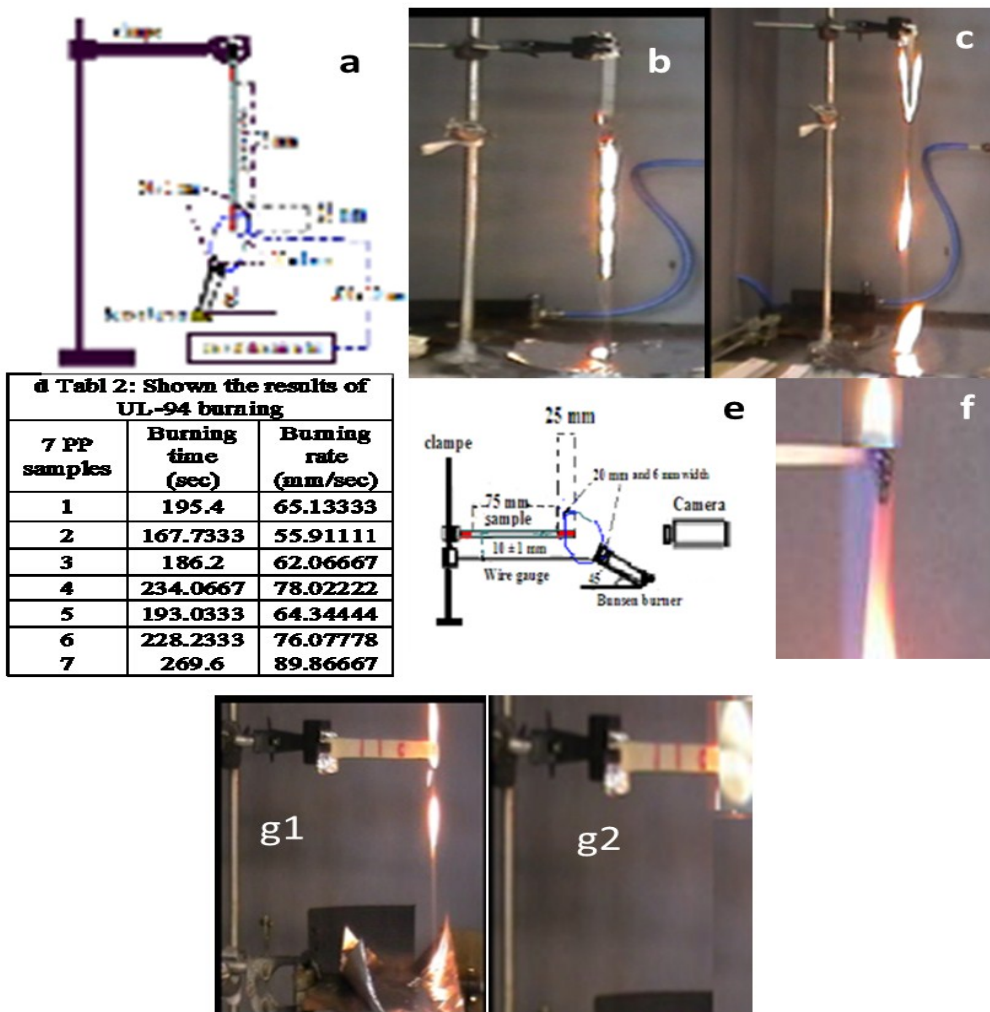 a
b
c
d Tabl 2: Shown the results of
UL-94 burning
7 PP samples	Burning time (sec)	Burning rate (mm/sec)
1	195.4	65.13333
2	167.7333	55.91111
3	186.2	62.06667
4	234.0667	78.02222
5	193.0333	64.34444
6	228.2333	76.07778
7	269.6	89.86667
e
25 mm
clampe
20 mm and 6 mm width
75 mm
sample
Camera
10 ± 1 mm
Wire gauge
45
Bunsen burner
f
g1
g2